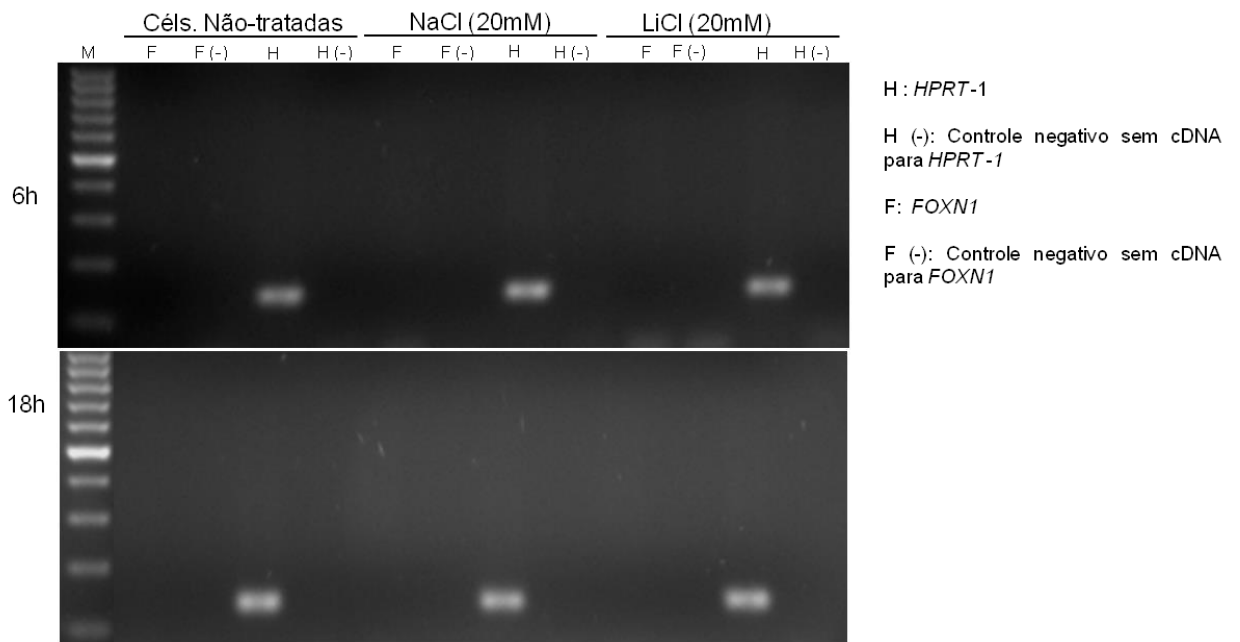 Céls. Não-tratadas NaCl (20mM) LiCl (20mM)
M F F (-) H H (-) F F (-) H H (-) F F (-) H H (-)
6h
18h
H : HPRT-1
H (-): Controle negativo sem cDNA
para HPRT-1
F: FOXN1
F (-): Controle negativo sem cDNA
para FOXN1